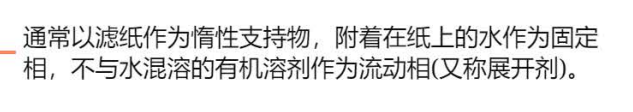 通常以滤纸作为惰性支持物，附着在纸上的水作为固定
相，不与水混溶的有机溶剂作为流动相(又称展开剂)。